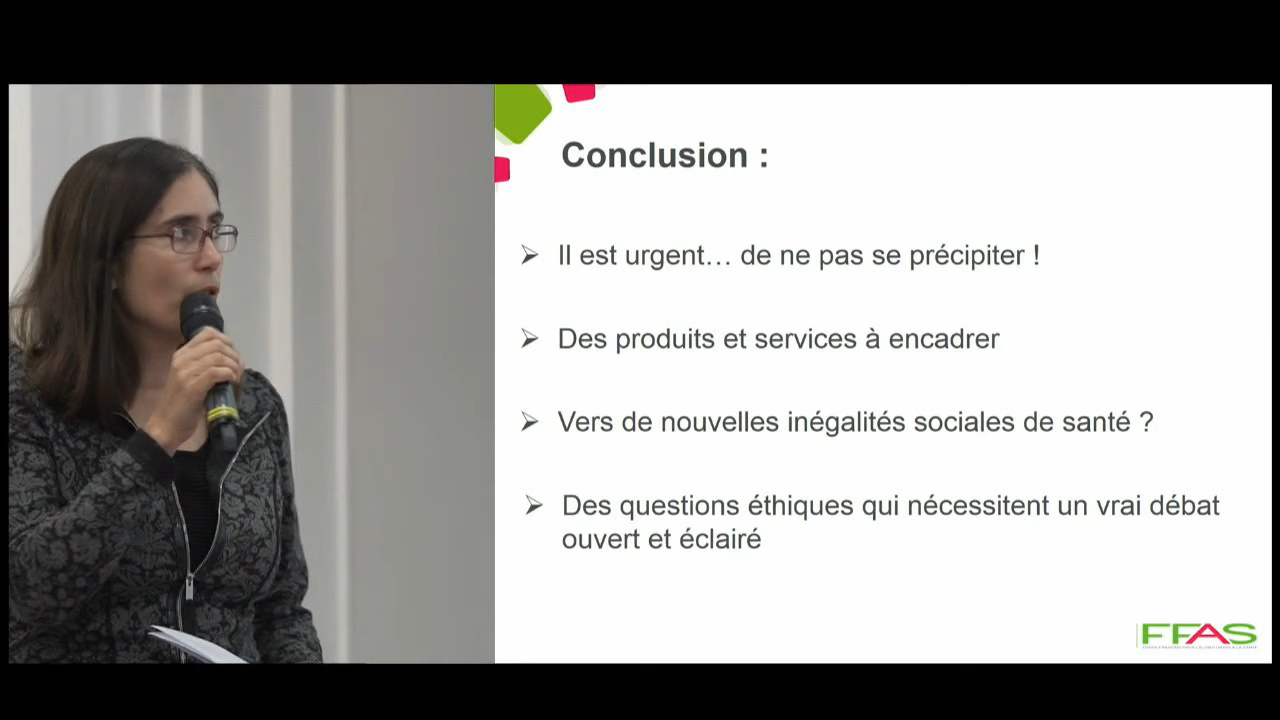 Conclusion :
Il est urgent… de ne pas se précipiter !
Des produits et services à encadrer
Vers de nouvelles inégalités sociales de santé ?
Des questions éthiques qui nécessitent un vrai débat
ouvert et éclairé
FFAS